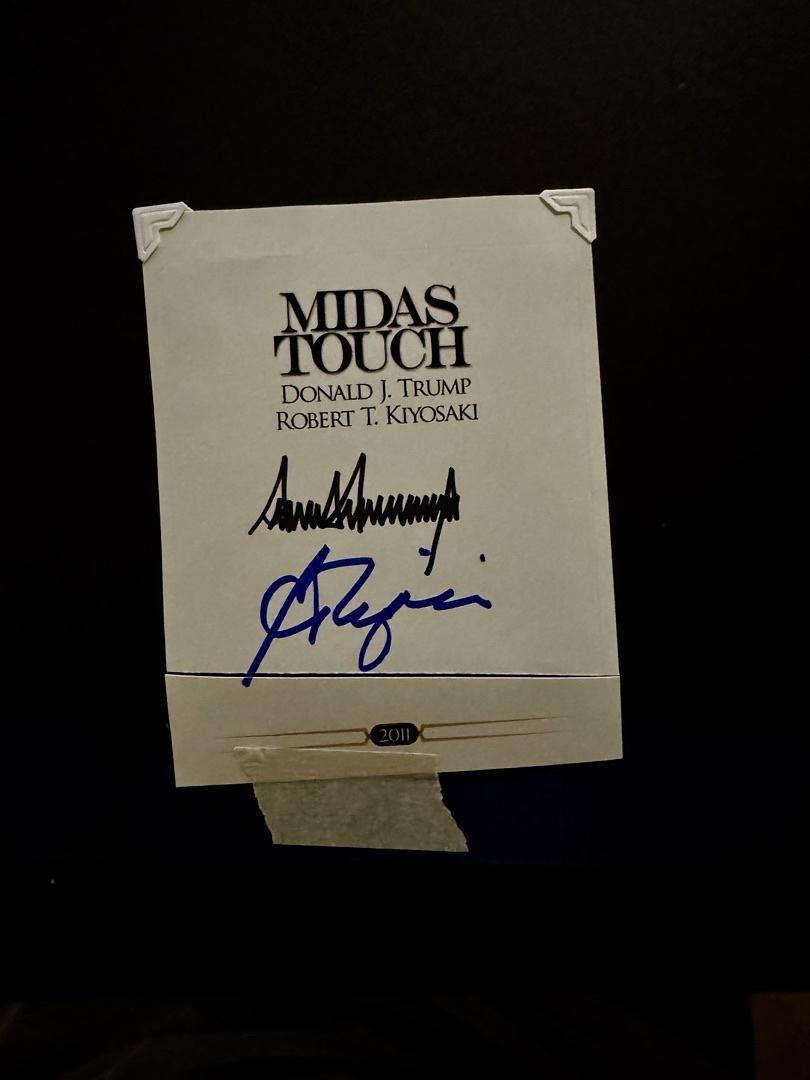 MIDAS
TOUCH
DONALD J. TRUMP
ROBERT T. KIYOSAKI
2011